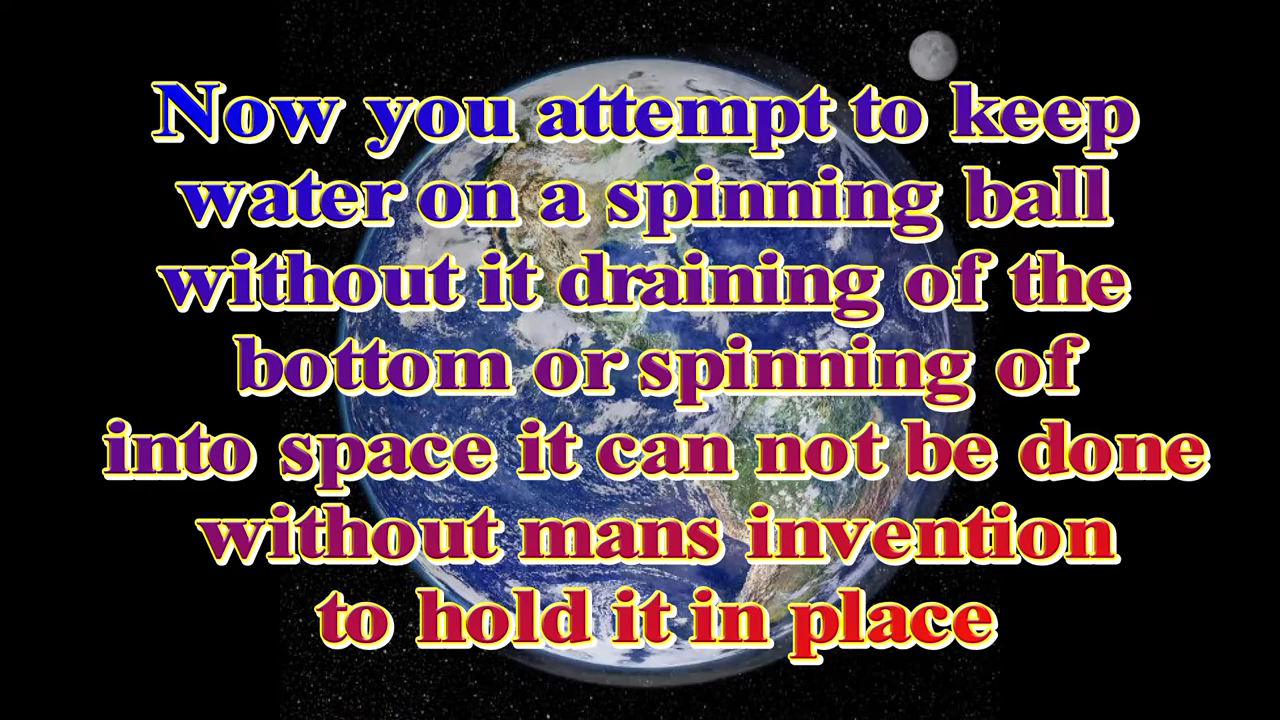 Now you attempt to keep
water on a spinning ball
without it draining of the
bottom or spinning of
into space it can not be done
without mans invention
to hold it in place